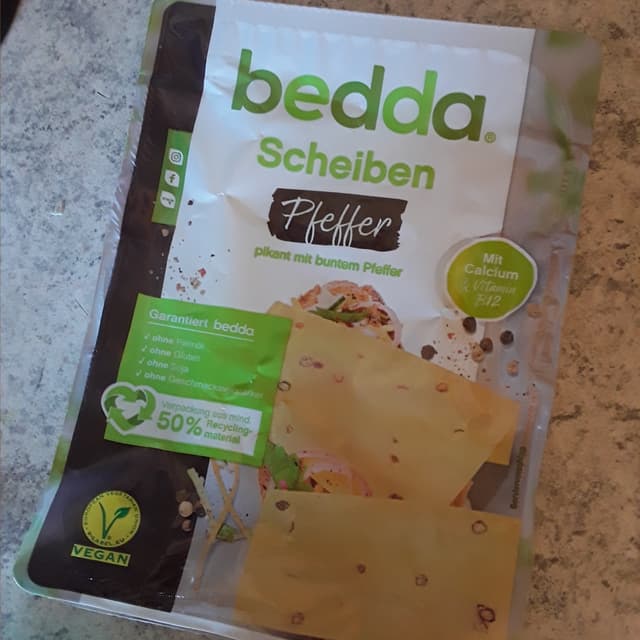 bedda®
Scheiben
Pfeffer
pikant mit buntem Pfeffer
Mit
Calcium
& Vitamin
B12
Garantiert bedda
✓ ohne Palmöl
✓ ohne Gluten
✓ ohne Soja
✓ ohne
Verpackung aus mind.
50% Recycling-
material
VEGAN